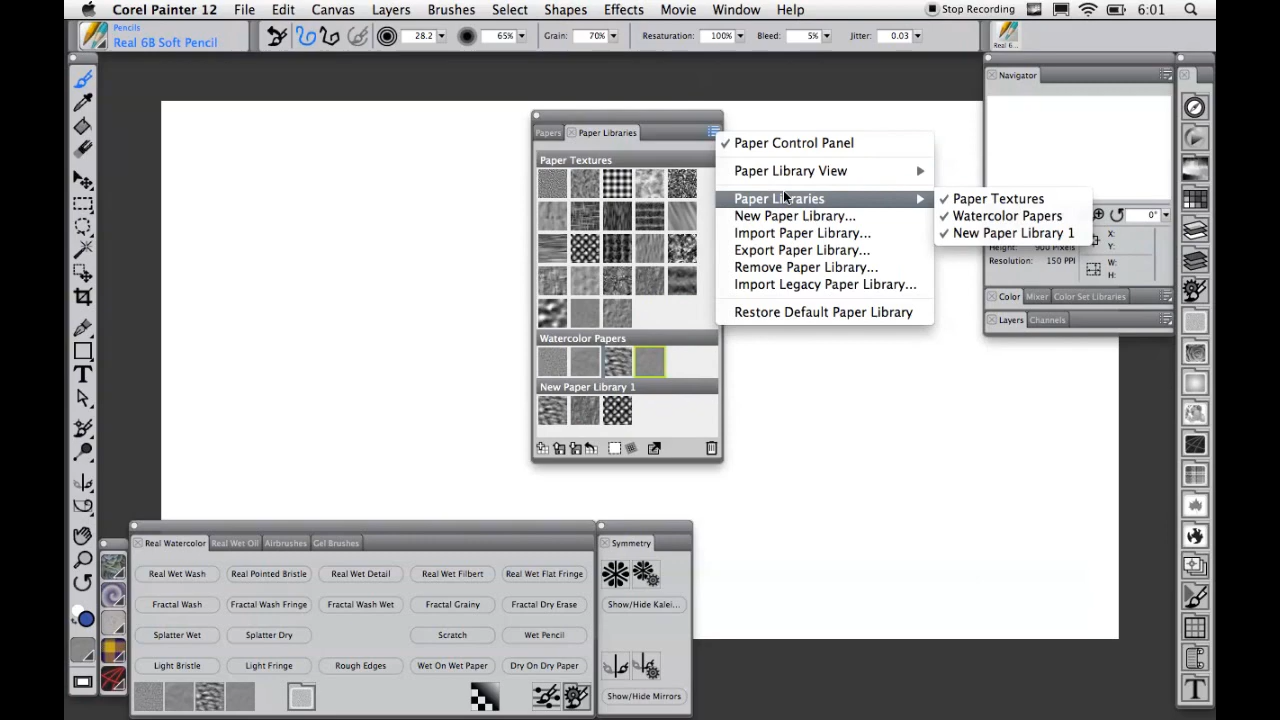 Corel Painter 12 File Edit Canvas Layers Brushes Select Shapes Effects Movie Window Help Stop Recording 6:01
Pencils
Real 6B Soft Pencil
28.2 65% Grain: 70% Resaturation: 100% Bleed: 5% Jitter: 0.03
Real 6...
Navigator
Papers Paper Libraries
Paper Textures
Watercolor Papers
New Paper Library 1
Paper Control Panel
Paper Library View
Paper Libraries
New Paper Library...
Import Paper Library...
Export Paper Library...
Remove Paper Library...
Import Legacy Paper Library...
Restore Default Paper Library
Paper Textures
Watercolor Papers
New Paper Library 1
0°
Height: 900 Pixels
Resolution: 150 PPI
X:
Y:
W:
H:
Color Mixer Color Set Libraries
Layers Channels
Real Watercolor Real Wet Oil Airbrushes Gel Brushes
Real Wet Wash Real Pointed Bristle Real Wet Detail Real Wet Filbert Real Wet Flat Fringe
Fractal Wash Fractal Wash Fringe Fractal Wash Wet Fractal Grainy Fractal Dry Erase
Splatter Wet Splatter Dry Scratch Wet Pencil
Light Bristle Light Fringe Rough Edges Wet On Wet Paper Dry On Dry Paper
Symmetry
Show/Hide Kalei...
Show/Hide Mirrors